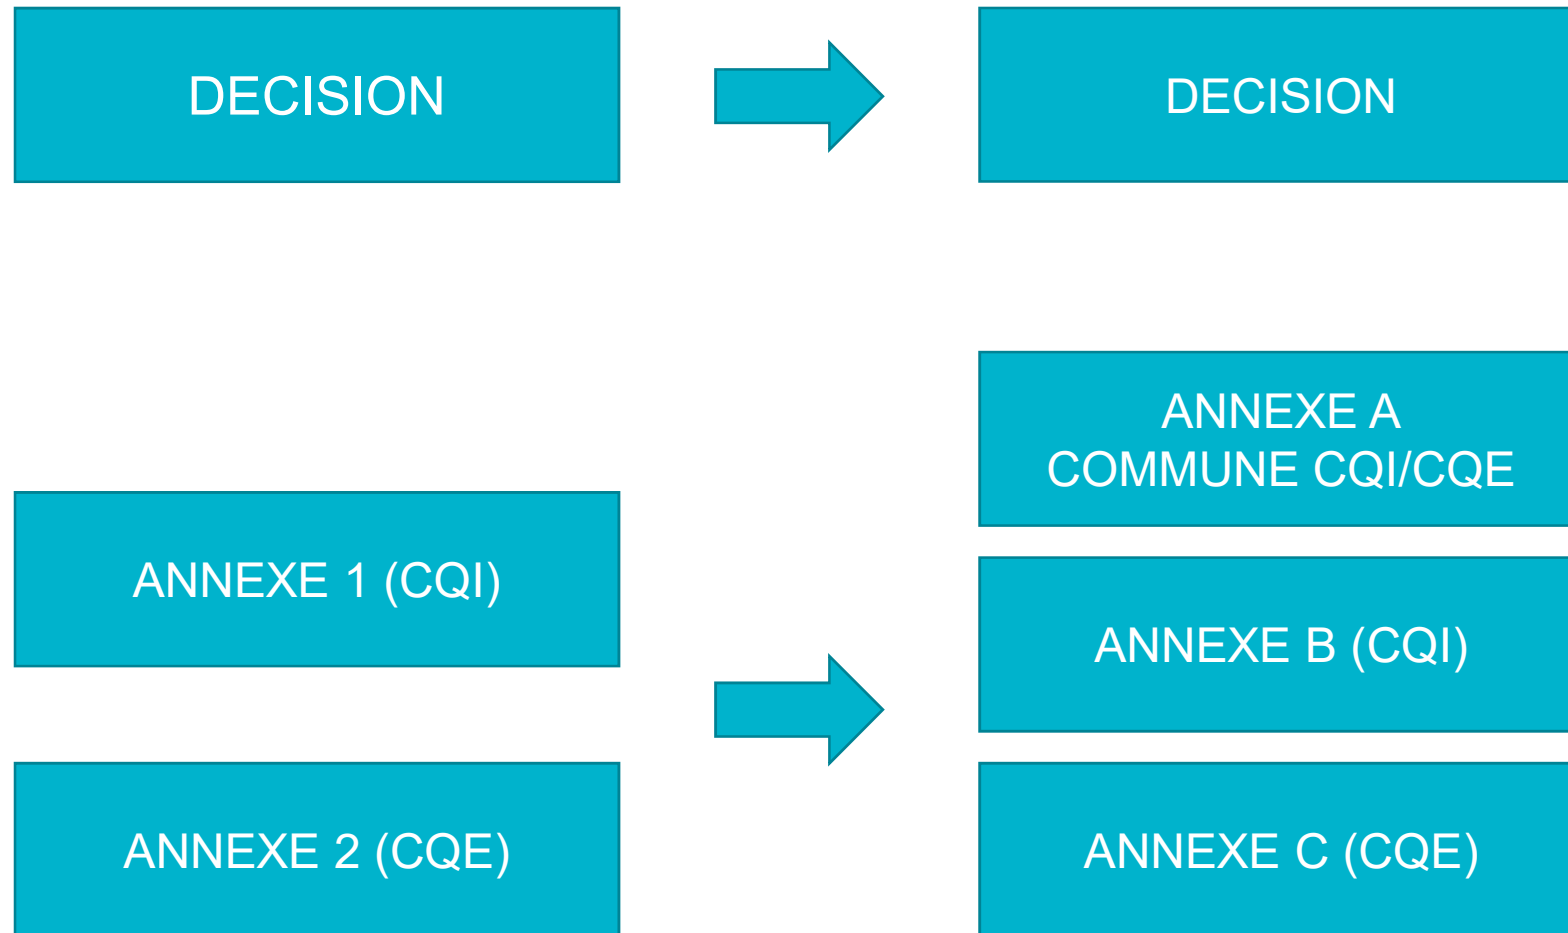 DECISION
DECISION
ANNEXE 1 (CQI)
ANNEXE 2 (CQE)
ANNEXE A
COMMUNE CQI/CQE
ANNEXE B (CQI)
ANNEXE C (CQE)